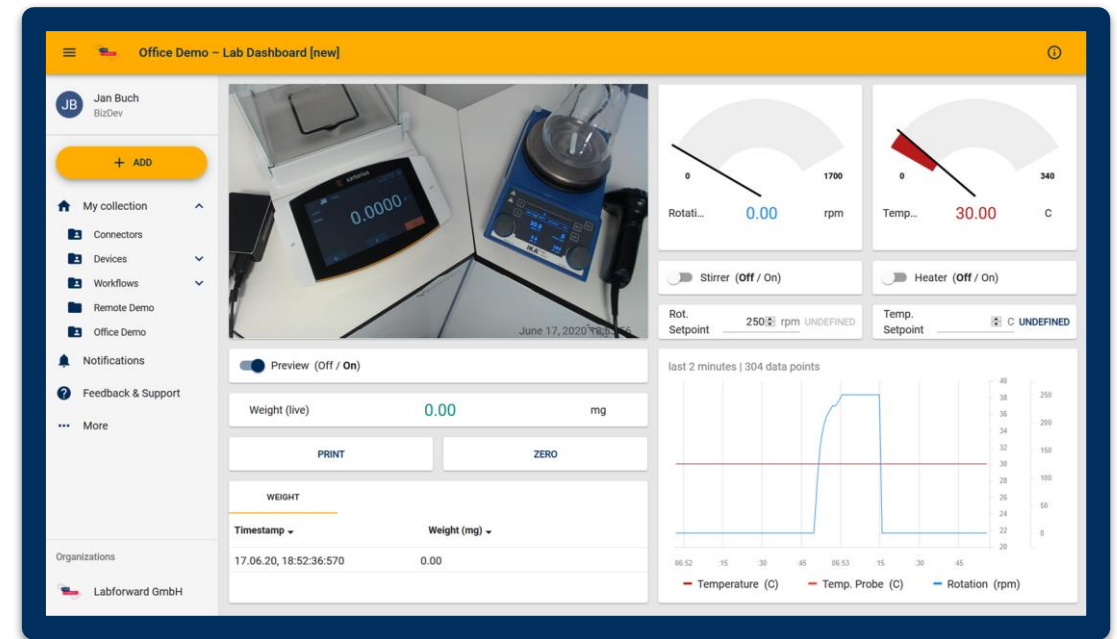 Office Demo – Lab Dashboard [new]
JB
Jan Buch
BizDev
+ ADD
My collection
Connectors
Devices
Workflows
Remote Demo
Office Demo
Notifications
Feedback & Support
More
Organizations
Labforward GmbH
sartorius
0.0000
IKA
June 17, 2020
Preview (Off / On)
Weight (live) 0.00 mg
PRINT ZERO
WEIGHT
Timestamp Weight (mg)
17.06.20, 18:52:36:570 0.00
0 1700
Rotati... 0.00 rpm
0 340
Temp... 30.00 C
Stirrer (Off / On)
Heater (Off / On)
Rot. Setpoint 250 rpm UNDEFINED
Temp. Setpoint C UNDEFINED
last 2 minutes | 304 data points
40
38
36
34
32
30
28
26
24
22
20
250
200
150
100
50
0
06:52 :15 :30 :45 06:53 :15 :30 :45
Temperature (C) Temp. Probe (C) Rotation (rpm)